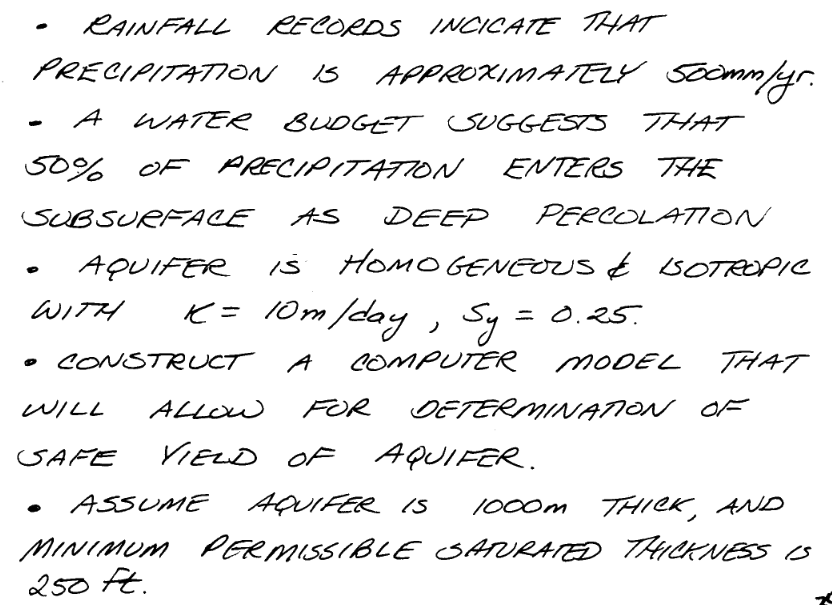 • RAINFALL RECORDS INCICATE THAT
PRECIPITATION IS APPROXIMATELY 500mm/yr.
- A WATER BUDGET SUGGESTS THAT
50% OF PRECIPITATION ENTERS THE
SUBSURFACE AS DEEP PERCOLATION
• AQUIFER IS HOMOGENEOUS & ISOTROPIC
WITH K = 10m/day, Sy = 0.25.
• CONSTRUCT A COMPUTER MODEL THAT
WILL ALLOW FOR DETERMINATION OF
SAFE YIELD OF AQUIFER.
• ASSUME AQUIFER IS 1000m THICK, AND
MINIMUM PERMISSIBLE SATURATED THICKNESS IS
250 ft.